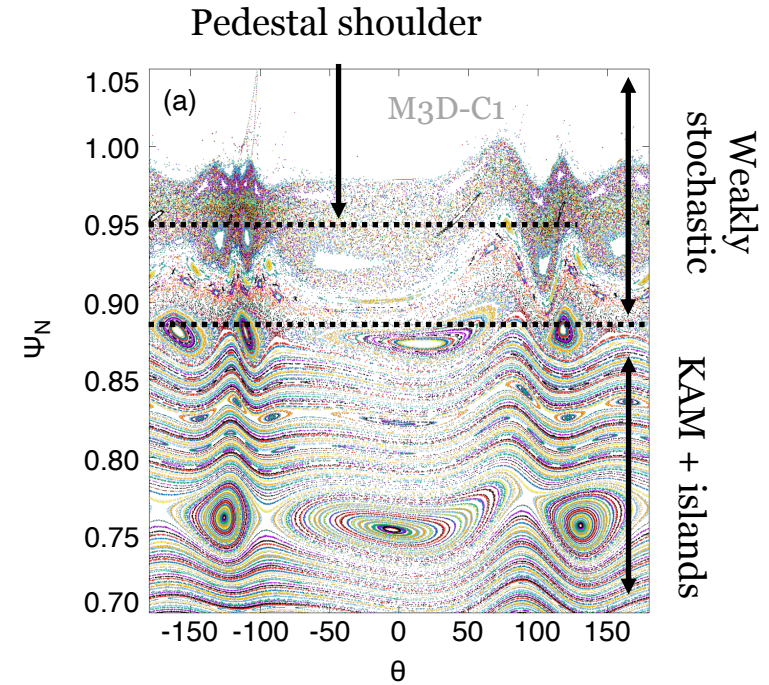 Pedestal shoulder
(a)
M3D-C1
1.05
1.00
0.95
0.90
0.85
0.80
0.75
0.70
ΨN
-150 -100 -50 0 50 100 150
θ
Weakly
stochastic
KAM + islands